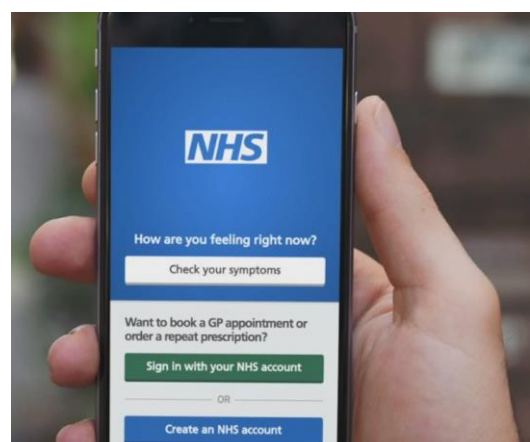 NHS
How are you feeling right now?
Check your symptoms
Want to book a GP appointment or
order a repeat prescription?
Sign in with your NHS account
OR
Create an NHS account